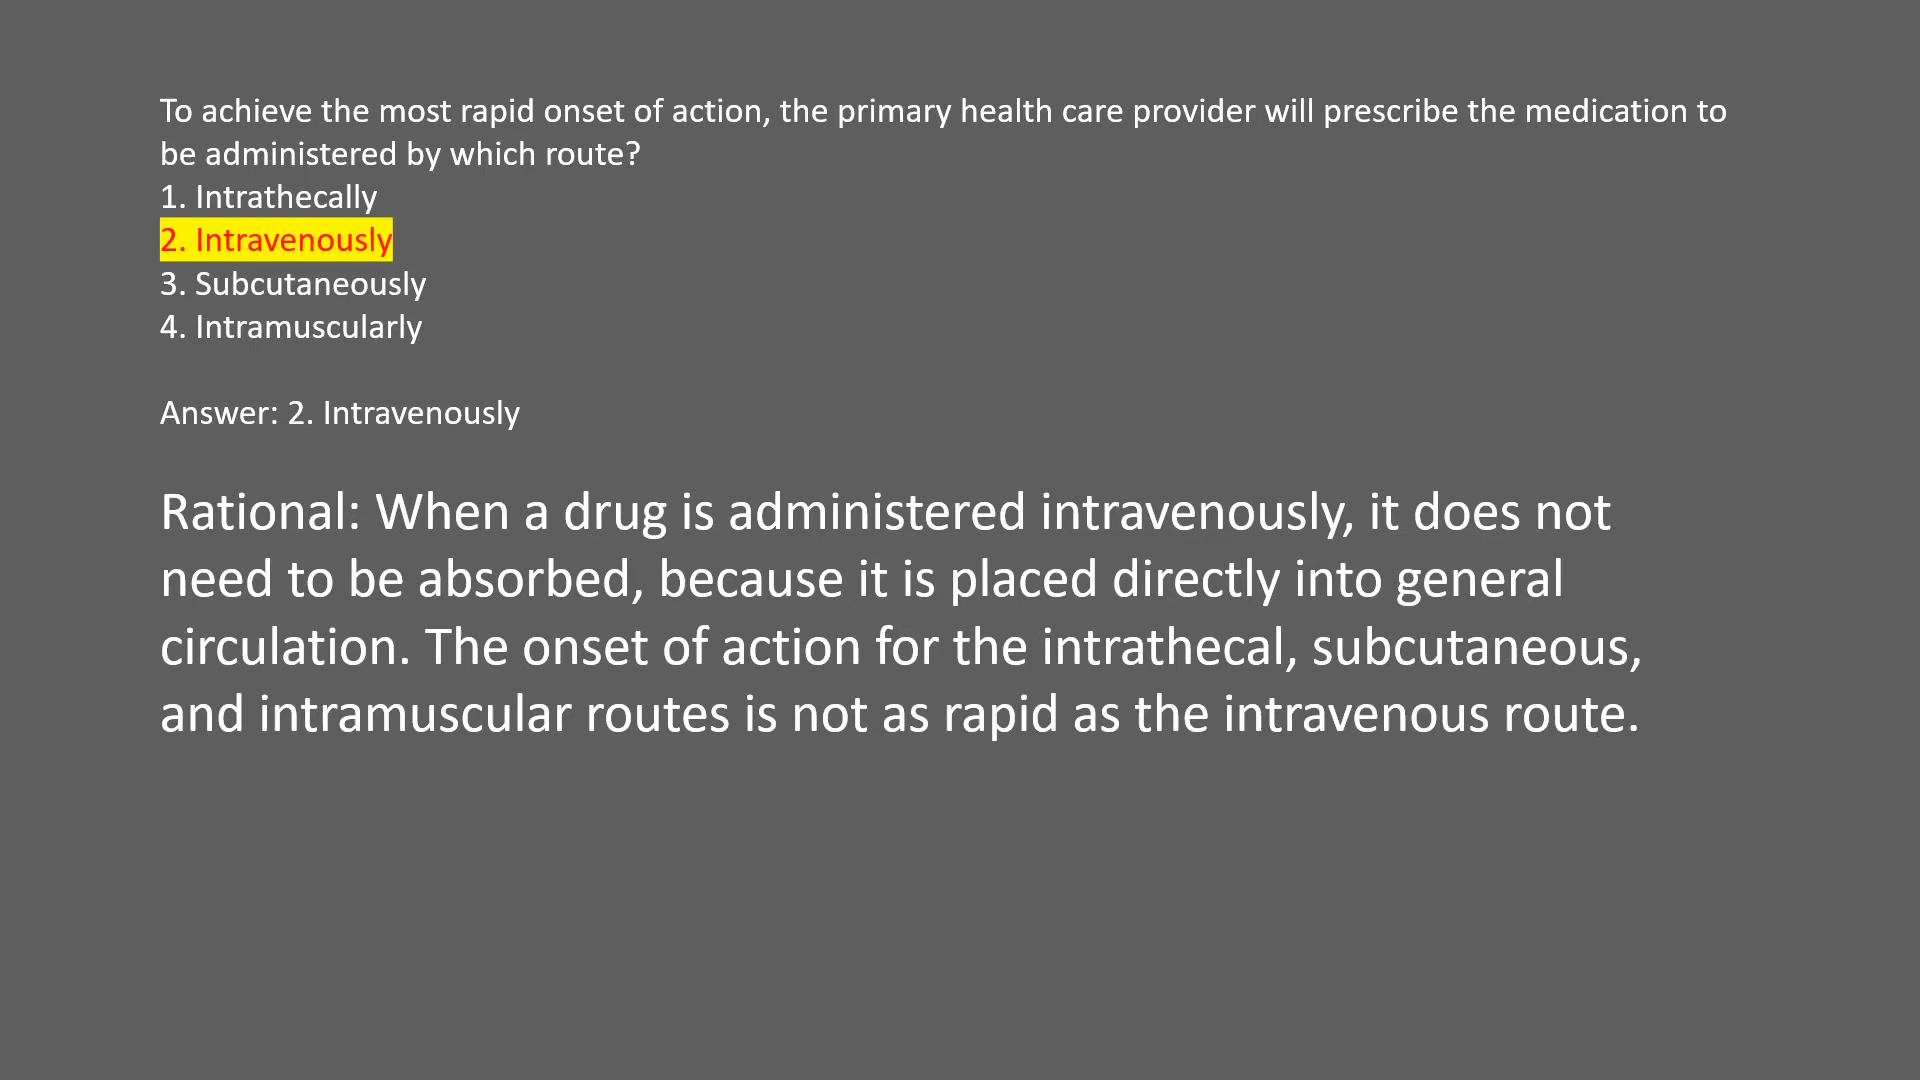 To achieve the most rapid onset of action, the primary health care provider will prescribe the medication to
be administered by which route?
1. Intrathecally
2. Intravenously
3. Subcutaneously
4. Intramuscularly
Answer: 2. Intravenously
Rational: When a drug is administered intravenously, it does not
need to be absorbed, because it is placed directly into general
circulation. The onset of action for the intrathecal, subcutaneous,
and intramuscular routes is not as rapid as the intravenous route.